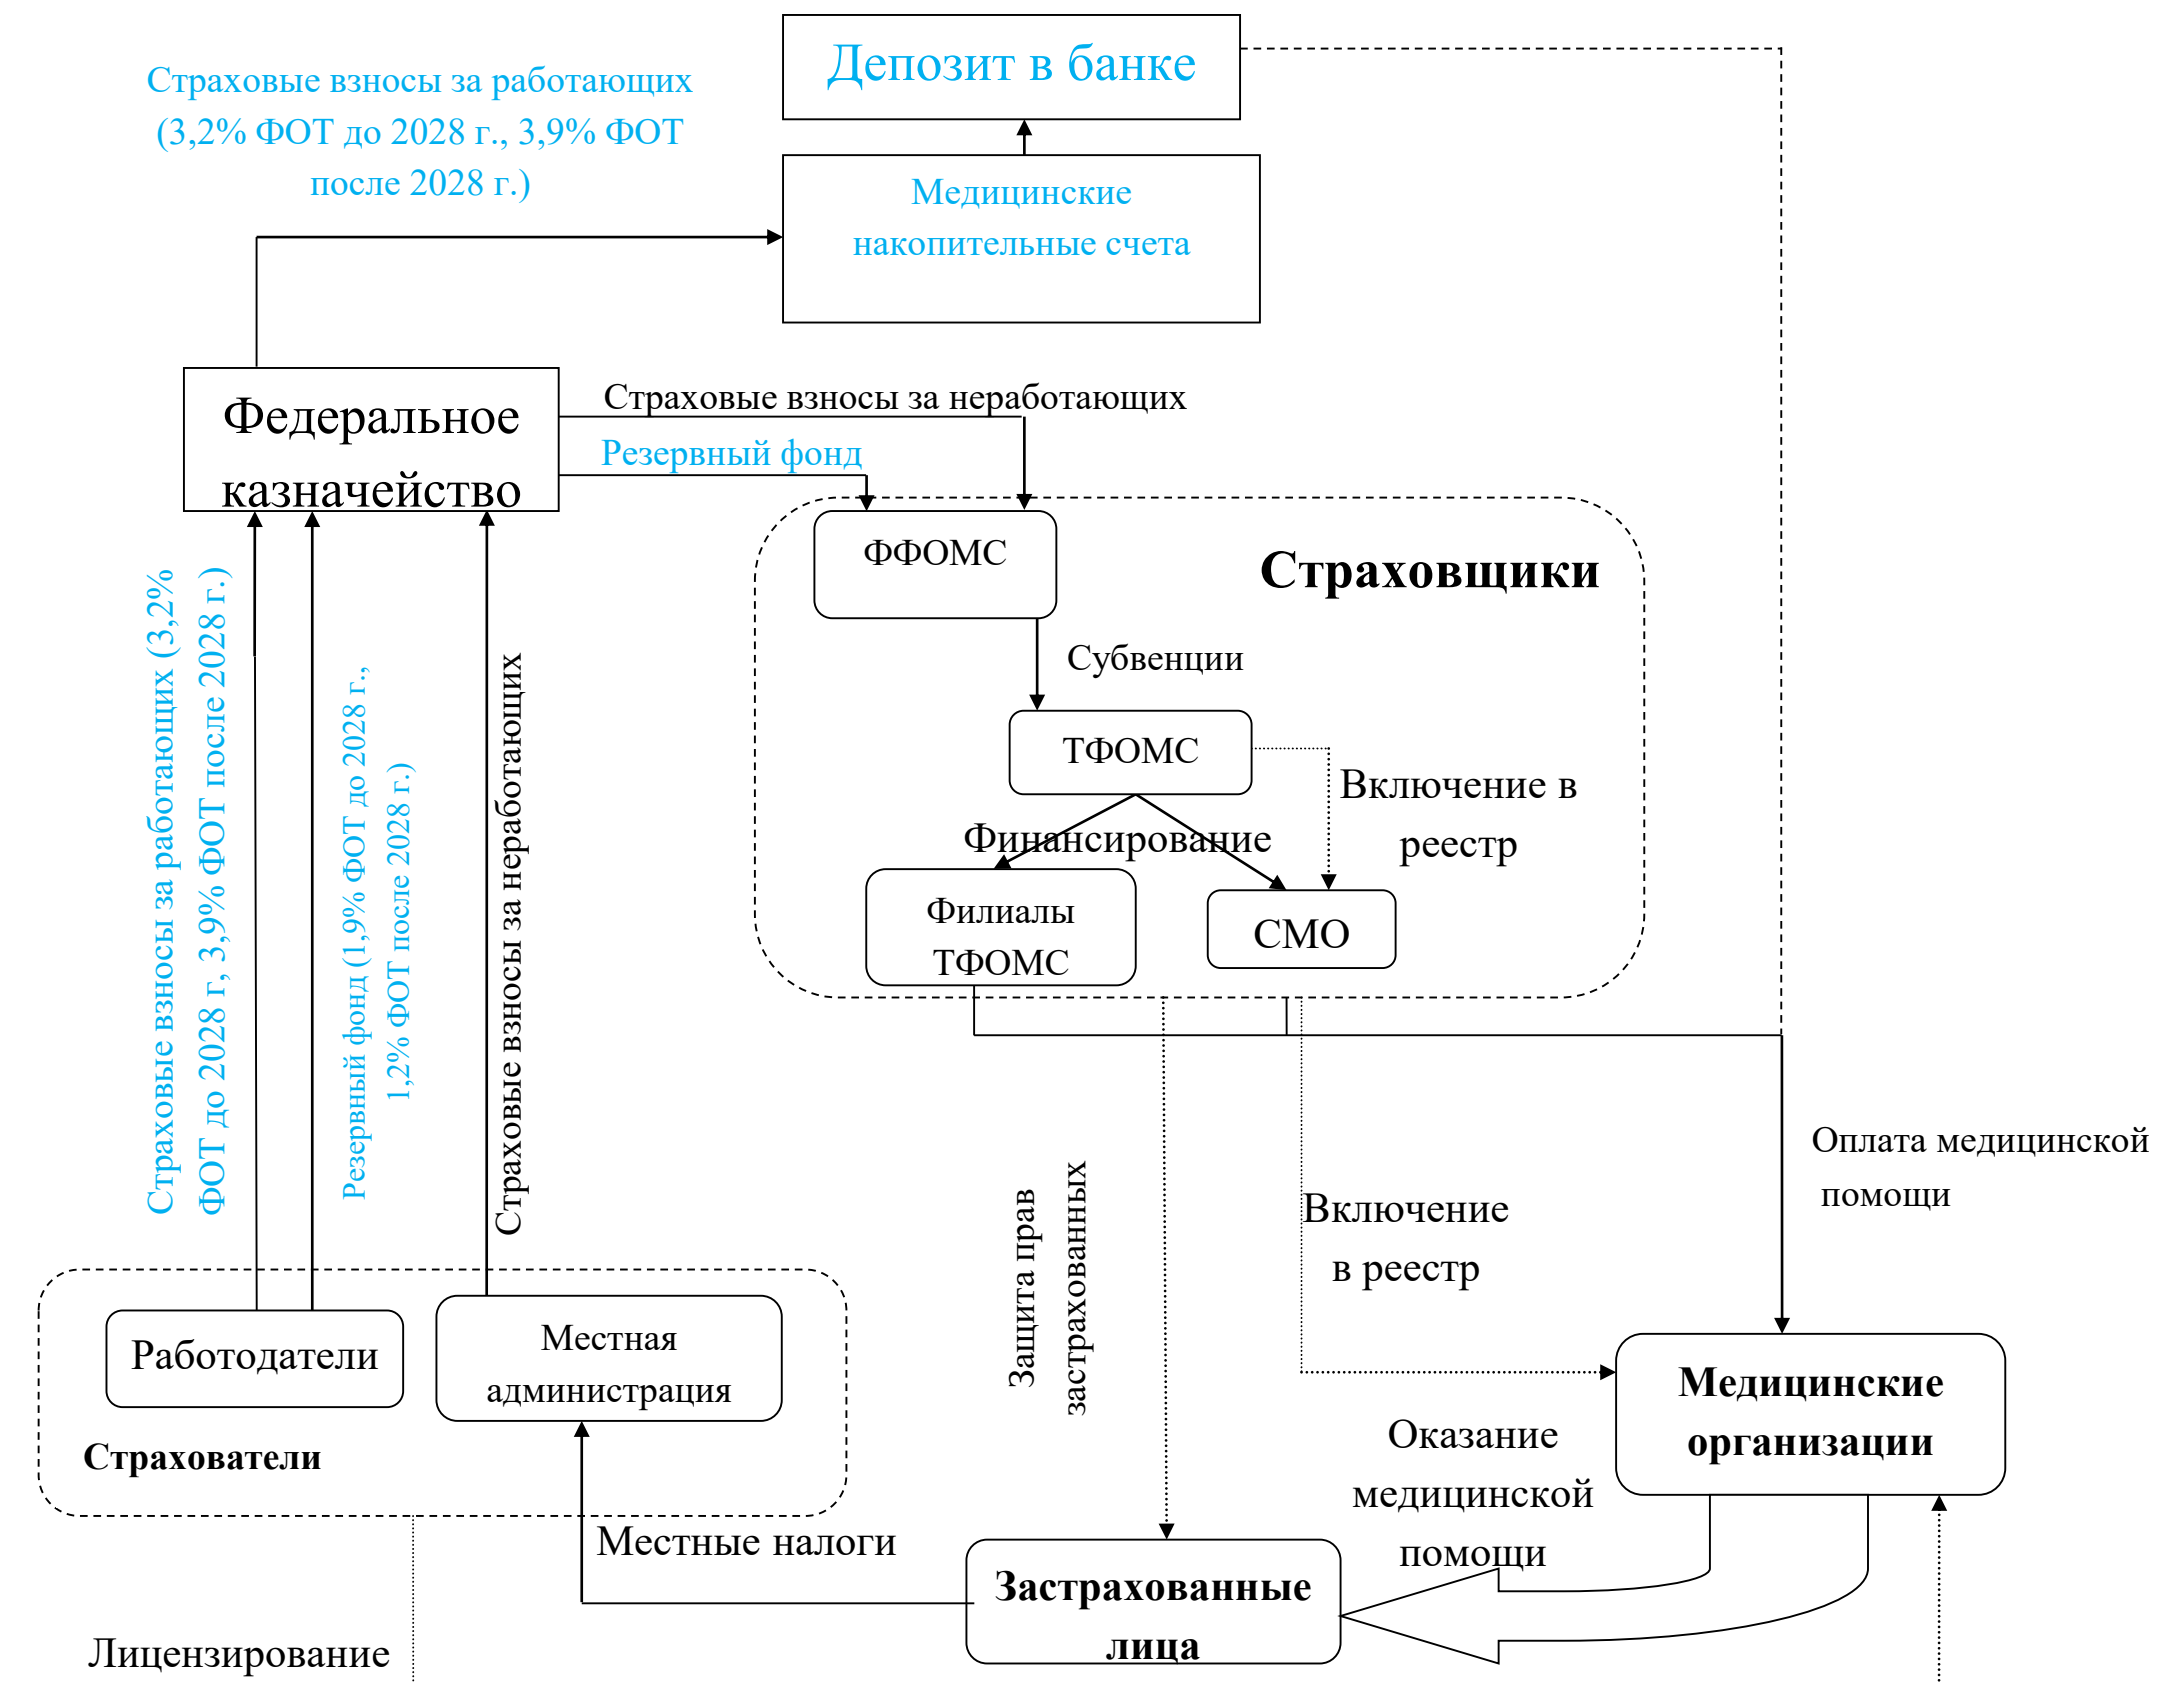 Депозит в банке
Страховые взносы за работающих
(3,2% ФОТ до 2028 г., 3,9% ФОТ
после 2028 г.)
Медицинские
накопительные счета
Федеральное
казначейство
Страховые взносы за неработающих
Резервный фонд
ФФОМС
Страховщики
Субвенции
ТФОМС
Включение в
реестр
Финансирование
Филиалы
ТФОМС
СМО
Страховые взносы за работающих (3,2%
ФОТ до 2028 г, 3,9% ФОТ после 2028 г.)
Резервный фонд (1,9% ФОТ до 2028 г.,
1,2% ФОТ после 2028 г.)
Страховые взносы за неработающих
Защита прав
застрахованных
Включение
в реестр
Оплата медицинской
помощи
Работодатели
Местная
администрация
Страхователи
Медицинские
организации
Оказание
медицинской
помощи
Местные налоги
Застрахованные
лица
Лицензирование